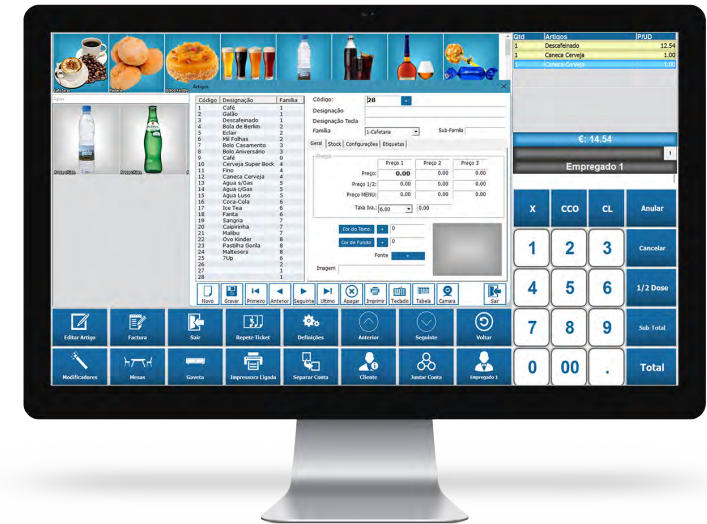 Qtd Artigos P/UD
1 Descafeinado 12.54
1 Caneca Cerveja 1.00
1 Caneca Cerveja 1.00
€: 14.54
1
Empregado 1
Artigos
Código Designação Família
1 Café 1
2 Galão 1
3 Descafeinado 1
4 Bola de Berlim 2
5 Eclair 2
6 Mil Folhas 2
7 Bolo Casamento 3
8 Bolo Aniversário 3
9 Café 0
10 Cerveja Super Bock 4
11 Fino 4
12 Caneca Cerveja 4
13 Agua s/Gas 5
14 Agua c/Gas 5
15 Agua Luso 5
16 Coca-Cola 6
17 Ice Tea 6
18 Fanta 6
19 Sangria 7
20 Caipirinha 7
21 Malibu 7
22 Ovo Kinder 8
23 Pastilha Gorila 8
24 Maltesers 8
25 7Up 6
26 2
27 1
28 1
Código: 28
Designação
Designação Tecla
Família 1-Cafetaria Sub-Família
Geral Stock Configurações Etiquetas
Preços
Preço 1 Preço 2 Preço 3
Preço: 0.00 0.00 0.00
Preço 1/2: 0.00 0.00 0.00
Preço MENU: 0.00 0.00 0.00
Taxa Iva.: 6.00 0.00
Cor do Texto + 0
Cor de Fundo + 0
Fonte +
Imagem
Novo Gravar Primeiro Anterior Seguinte Ultimo Apagar Imprimir Teclado Tabela Camara Sair
X CCO CL Anular
1 2 3 Cancelar
4 5 6 1/2 Dose
7 8 9 Sub-Total
0 00 . Total
Editar Artigo Factura Sair Repete Ticket Definições Anterior Seguinte Voltar
Modificadores Mesas Gaveta Impressora Ligada Separar Conta Cliente Juntar Conta Empregado 1